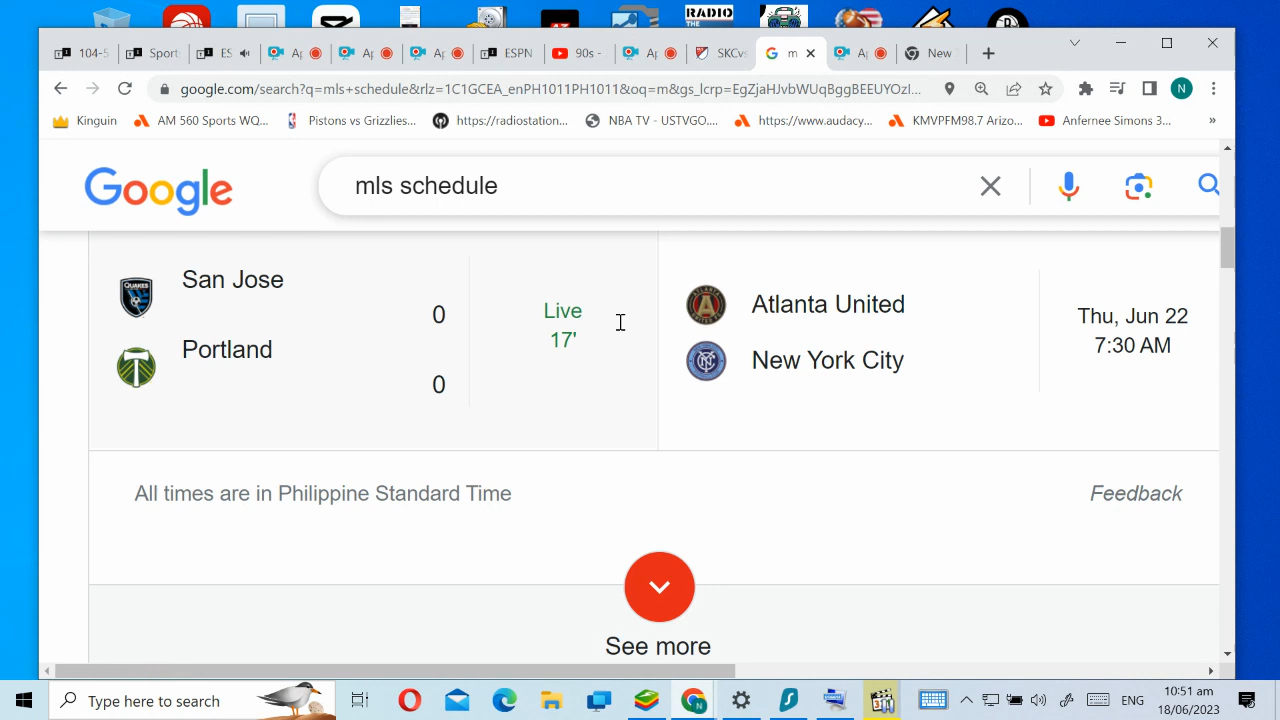 RADIO
THE
104-5
Sport
ES
Ap
Ap
Ap
ESPN
90s -
Ap
SKCvs
m
Ap
New
google.com/search?q=mls+schedule&rlz=1C1GCEA_enPH1011PH1011&oq=m&gs_lcrp=EgZjaHJvbWUqBggBEEUYOzI...
N
Kinguin
AM 560 Sports WQ...
Pistons vs Grizzlies...
https://radiostation...
NBA TV - USTVGO....
https://www.audacy...
KMVPFM98.7 Arizo...
Anfernee Simons 3...
»
Google
mls schedule
San Jose
0
Portland
0
Live
17'
Atlanta United
New York City
Thu, Jun 22
7:30 AM
All times are in Philippine Standard Time
Feedback
See more
Type here to search
ENG
10:51 am
18/06/2023